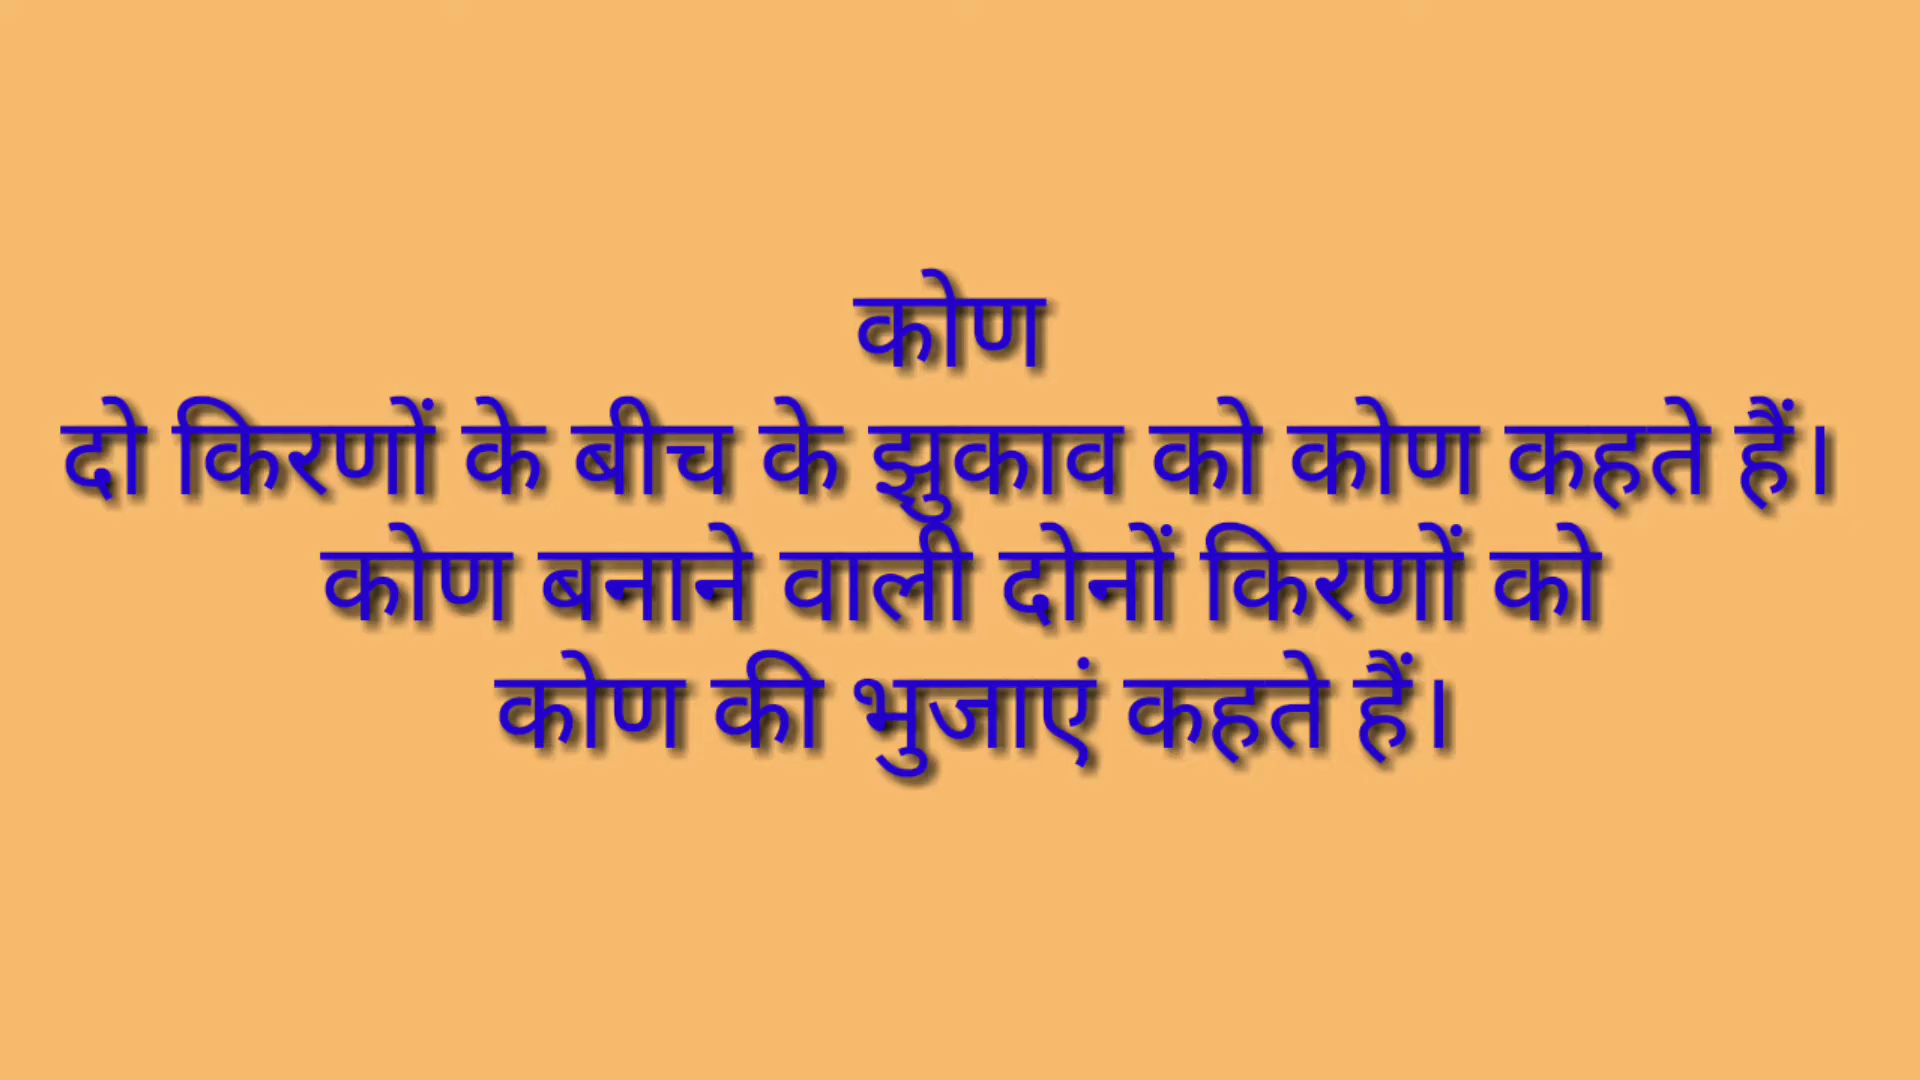 कोण
दो किरणों के बीच के झुकाव को कोण कहते हैं।
कोण बनाने वाली दोनों किरणों को
कोण की भुजाएं कहते हैं।